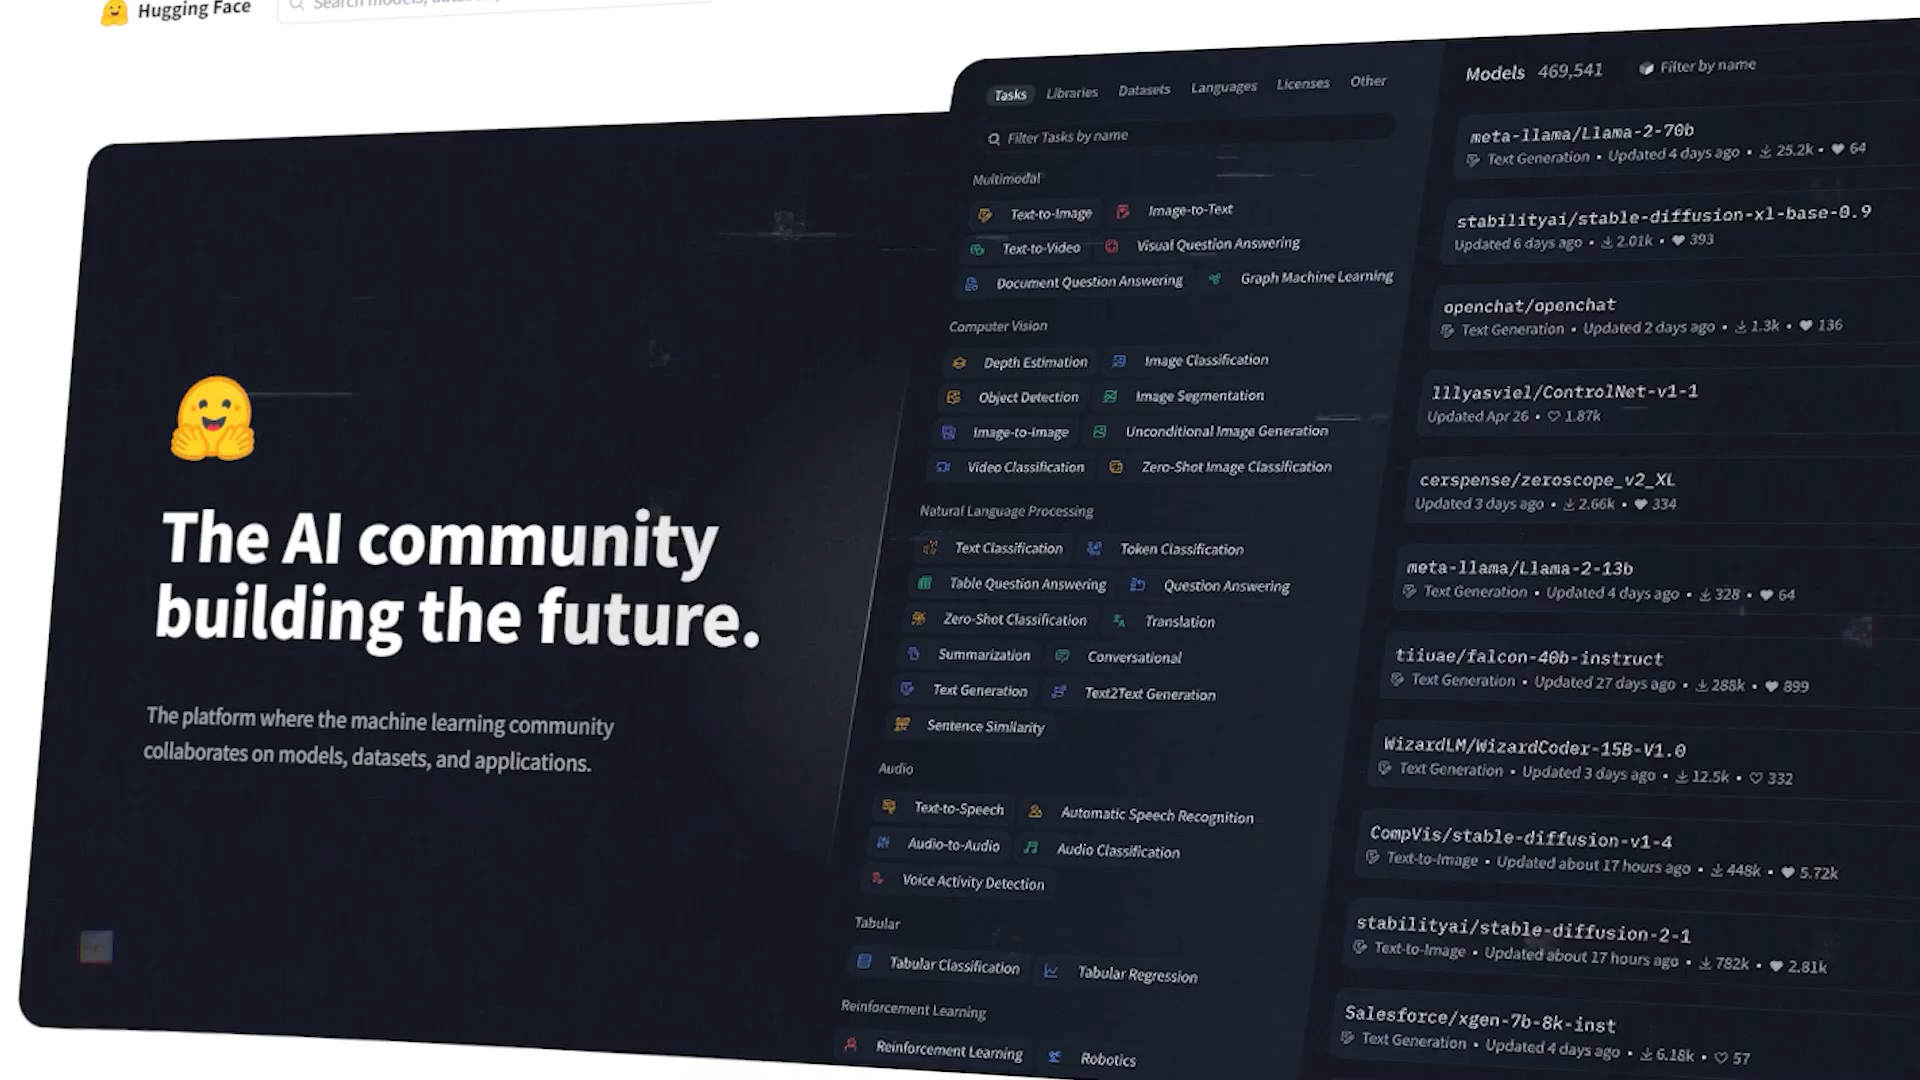 Hugging Face
Search models, datasets,
The AI community
building the future.
The platform where the machine learning community
collaborates on models, datasets, and applications.
Tasks Libraries Datasets Languages Licenses Other
Filter Tasks by name
Multimodal
Text-to-Image Image-to-Text
Text-to-Video Visual Question Answering
Document Question Answering Graph Machine Learning
Computer Vision
Depth Estimation Image Classification
Object Detection Image Segmentation
Image-to-Image Unconditional Image Generation
Video Classification Zero-Shot Image Classification
Natural Language Processing
Text Classification Token Classification
Table Question Answering Question Answering
Zero-Shot Classification Translation
Summarization Conversational
Text Generation Text2Text Generation
Sentence Similarity
Audio
Text-to-Speech Automatic Speech Recognition
Audio-to-Audio Audio Classification
Voice Activity Detection
Tabular
Tabular Classification Tabular Regression
Reinforcement Learning
Reinforcement Learning Robotics
Models 469,541 Filter by name
meta-llama/Llama-2-70b
Text Generation • Updated 4 days ago • 25.2k • 64
stabilityai/stable-diffusion-xl-base-0.9
Updated 6 days ago • 2.01k • 393
openchat/openchat
Text Generation • Updated 2 days ago • 1.3k • 136
lllyasviel/ControlNet-v1-1
Updated Apr 26 • 1.87k
cerspense/zeroscope_v2_XL
Updated 3 days ago • 2.66k • 334
meta-llama/Llama-2-13b
Text Generation • Updated 4 days ago • 328 • 64
tiiuae/falcon-40b-instruct
Text Generation • Updated 27 days ago • 288k • 899
WizardLM/WizardCoder-15B-V1.0
Text Generation • Updated 3 days ago • 12.5k • 332
CompVis/stable-diffusion-v1-4
Text-to-Image • Updated about 17 hours ago • 448k • 5.72k
stabilityai/stable-diffusion-2-1
Text-to-Image • Updated about 17 hours ago • 782k • 2.81k
Salesforce/xgen-7b-8k-inst
Text Generation • Updated 4 days ago • 6.18k • 57